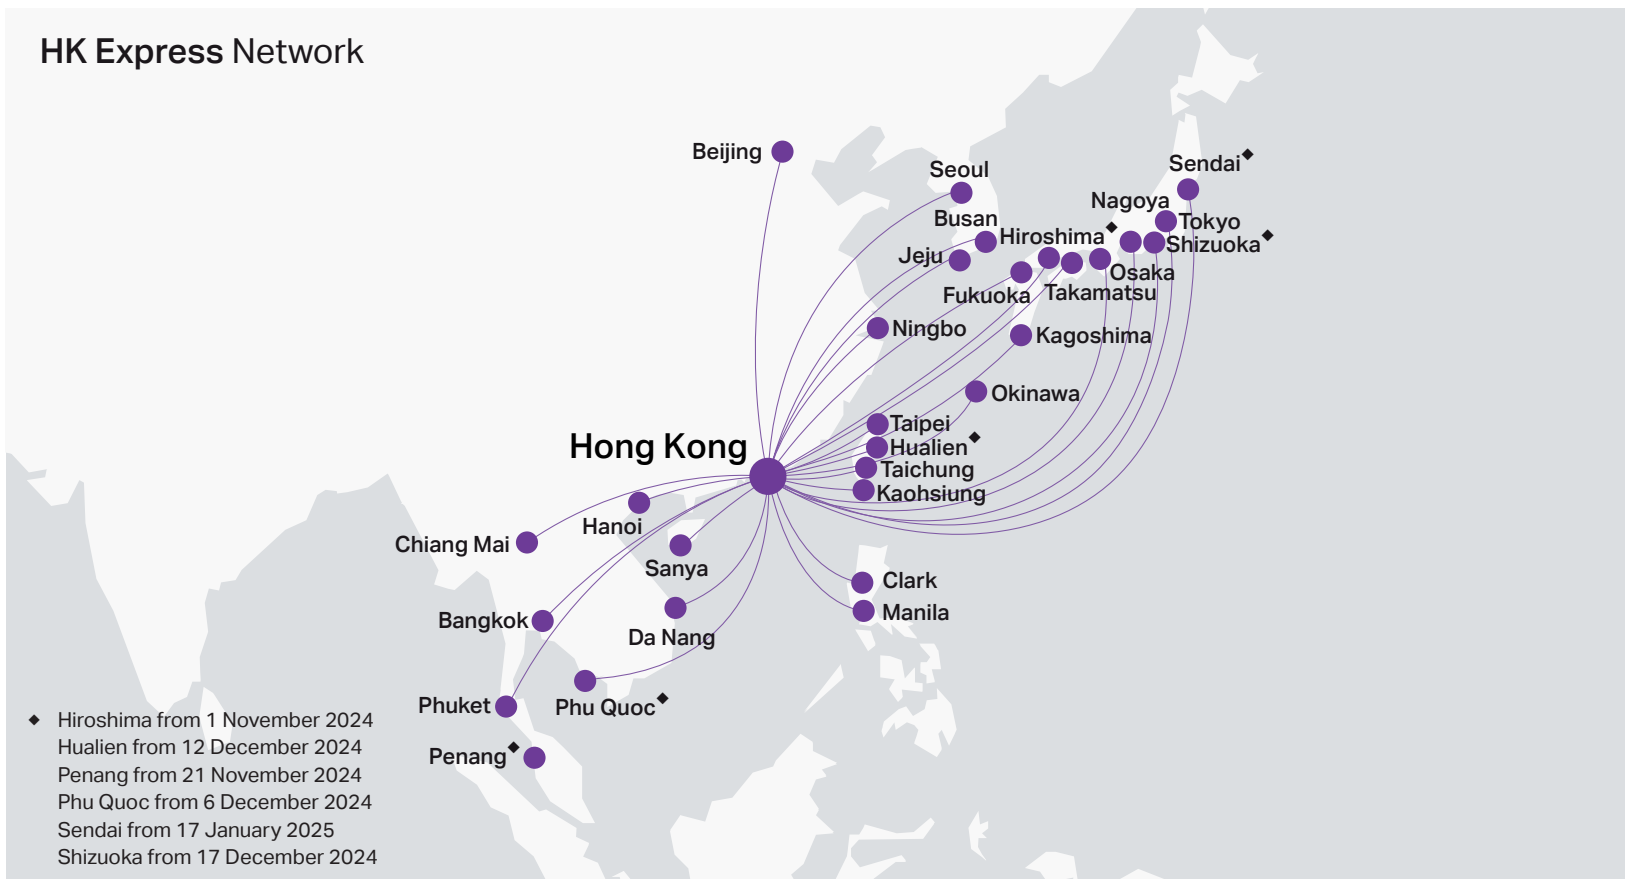 HK Express Network
Beijing
Seoul
Sendai◆
Nagoya
Busan
Tokyo
Hiroshima◆
Shizuoka◆
Jeju
Osaka
Fukuoka
Takamatsu
Ningbo
Kagoshima
Okinawa
Taipei
Hong Kong
Hualien◆
Taichung
Kaohsiung
Hanoi
Chiang Mai
Sanya
Clark
Manila
Bangkok
Da Nang
Phuket
Phu Quoc◆
Penang◆
◆ Hiroshima from 1 November 2024
Hualien from 12 December 2024
Penang from 21 November 2024
Phu Quoc from 6 December 2024
Sendai from 17 January 2025
Shizuoka from 17 December 2024